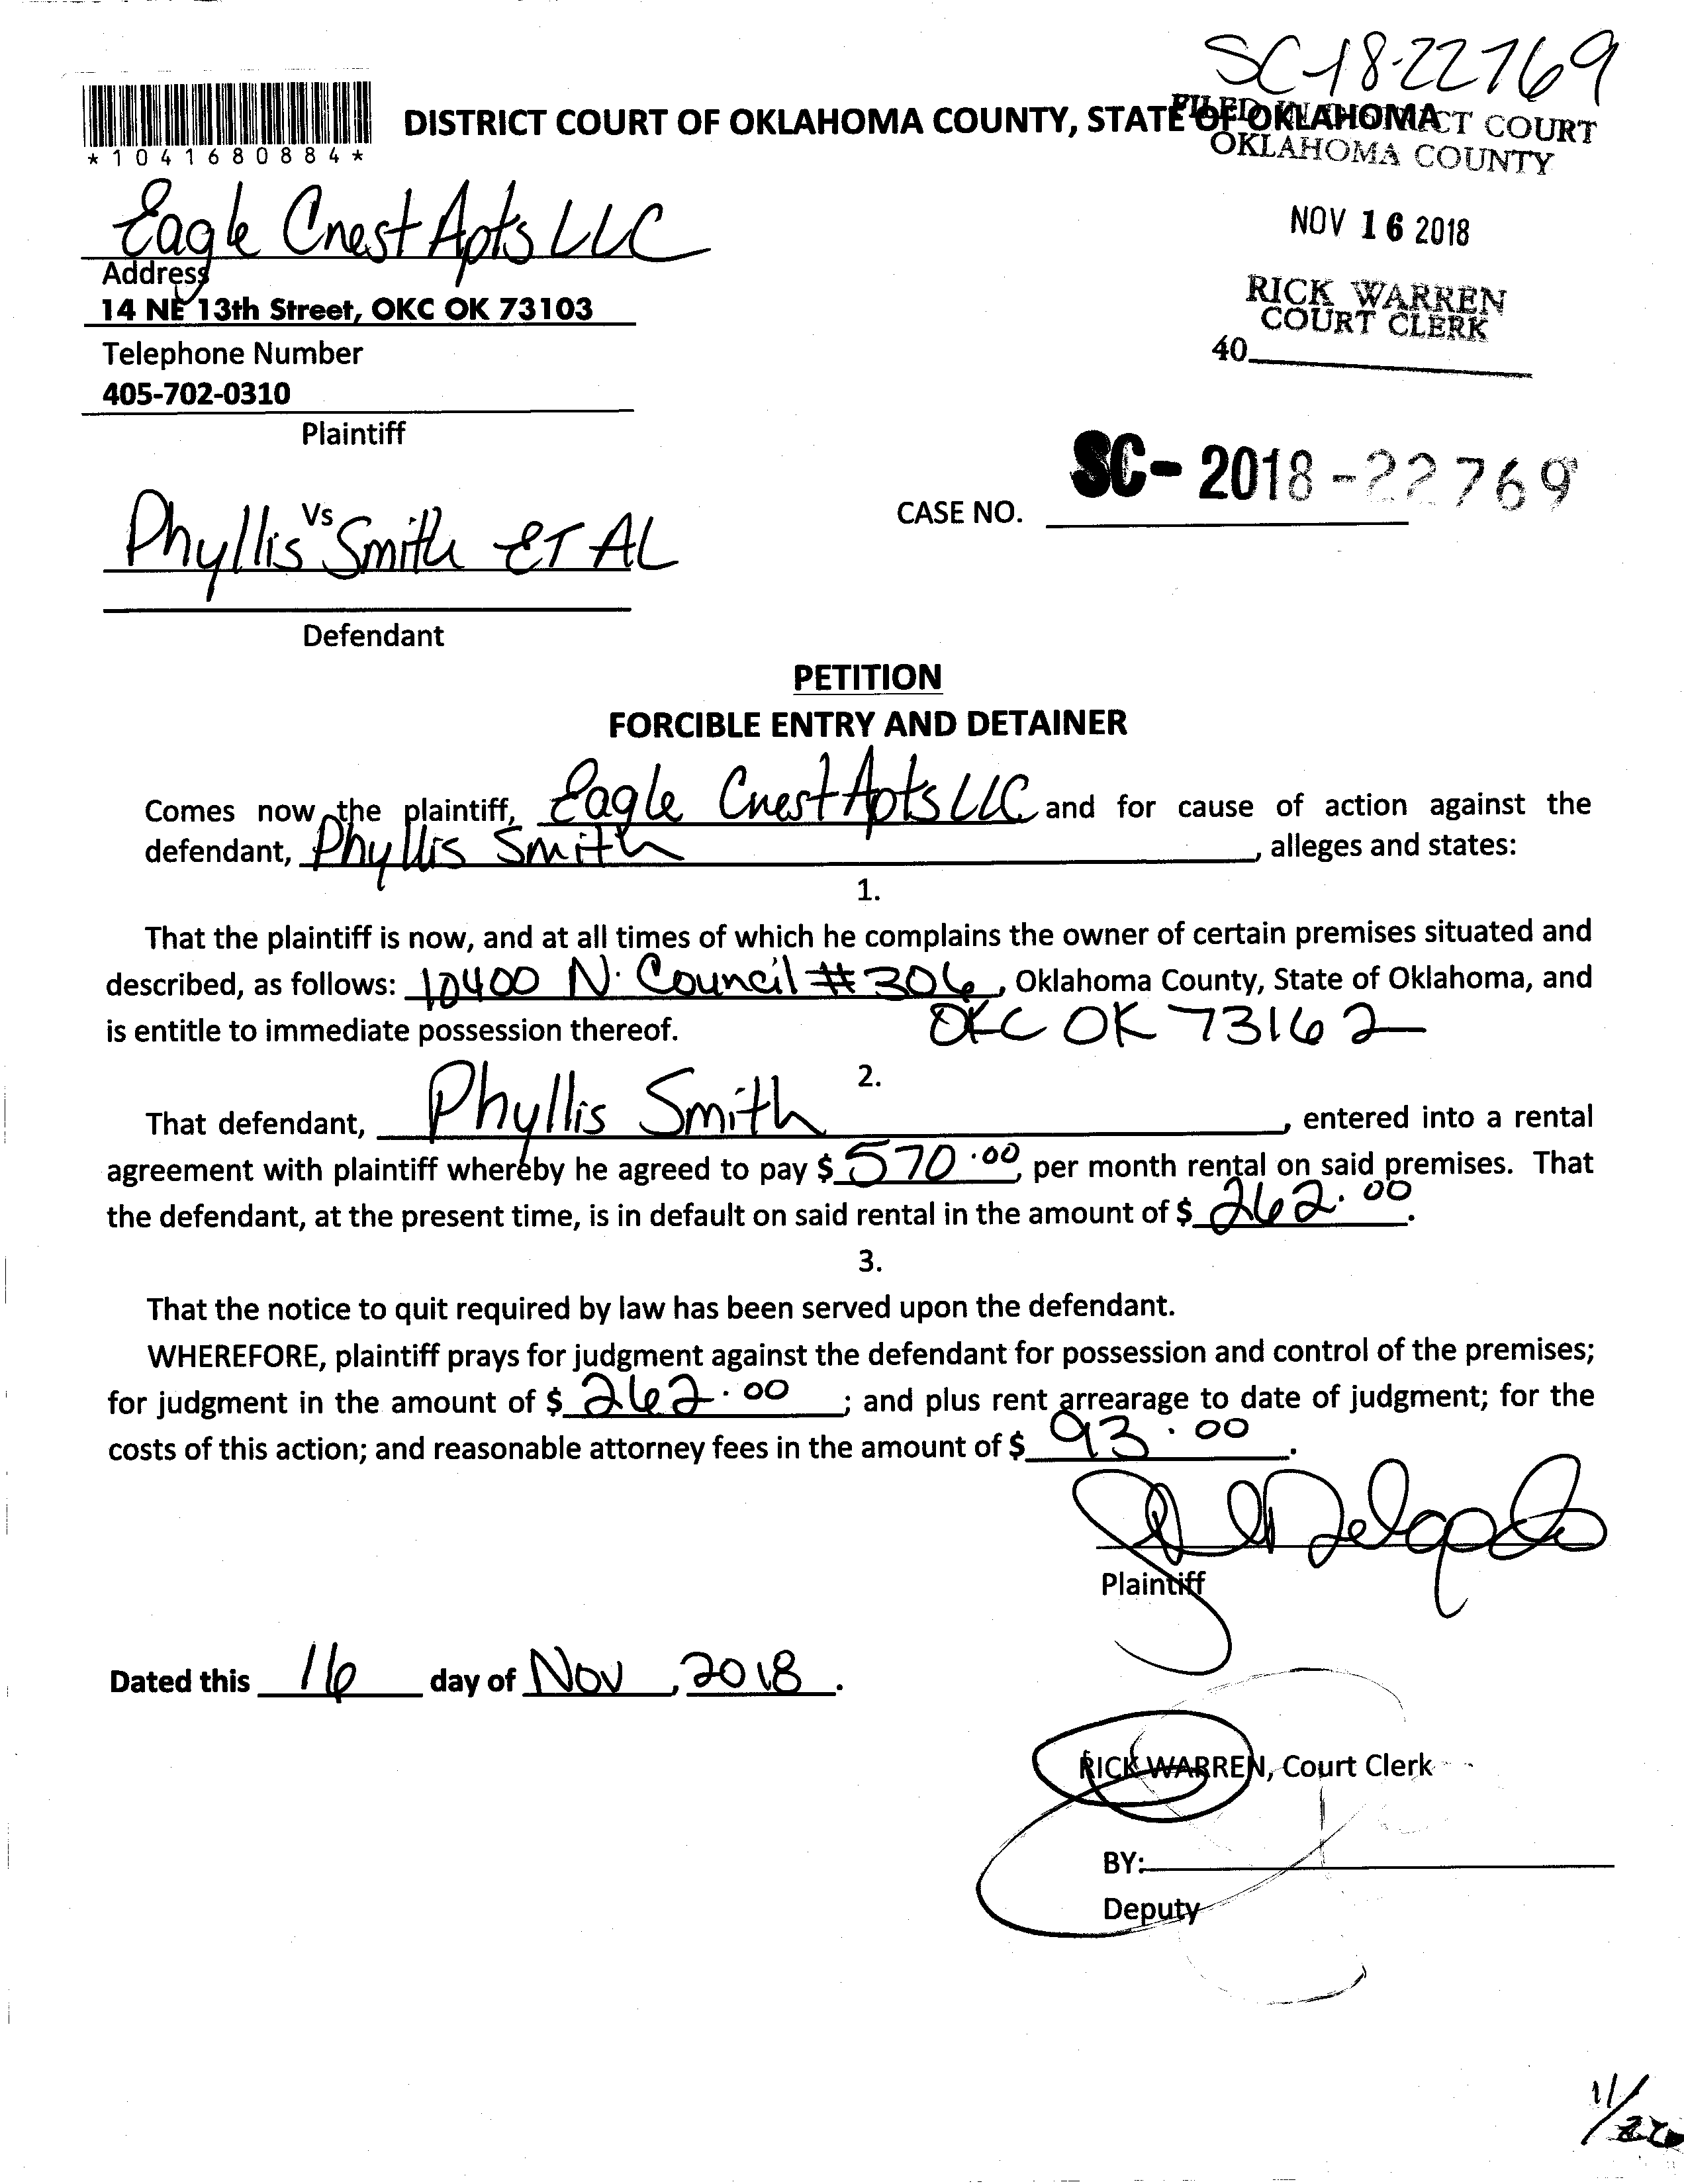 SC-18-22769
DISTRICT COURT OF OKLAHOMA COUNTY, STATE OF OKLAHOMA
FILED IN DISTRICT COURT
OKLAHOMA COUNTY
*1041680884*
NOV 16 2018
RICK WARREN
COURT CLERK
40
Eagle Crest Apts LLC
Address
14 NE 13th Street, OKC OK 73103
Telephone Number
405-702-0310
Plaintiff
Vs
CASE NO. SC-2018-22769
Phyllis Smith ET AL
Defendant
PETITION
FORCIBLE ENTRY AND DETAINER
Comes now the plaintiff, Eagle Crest Apts LLC and for cause of action against the
defendant, Phyllis Smith, alleges and states:
1.
That the plaintiff is now, and at all times of which he complains the owner of certain premises situated and
described, as follows: 10400 N. Council #306, Oklahoma County, State of Oklahoma, and
is entitle to immediate possession thereof. OKC OK 73162
2.
That defendant, Phyllis Smith, entered into a rental
agreement with plaintiff whereby he agreed to pay $ 570.00, per month rental on said premises. That
the defendant, at the present time, is in default on said rental in the amount of $ 262.00.
3.
That the notice to quit required by law has been served upon the defendant.
WHEREFORE, plaintiff prays for judgment against the defendant for possession and control of the premises;
for judgment in the amount of $ 262.00; and plus rent arrearage to date of judgment; for the
costs of this action; and reasonable attorney fees in the amount of $ 93.00.
Delgado
Plaintiff
Dated this 16 day of Nov, 2018.
RICK WARREN, Court Clerk
BY:
Deputy
11/